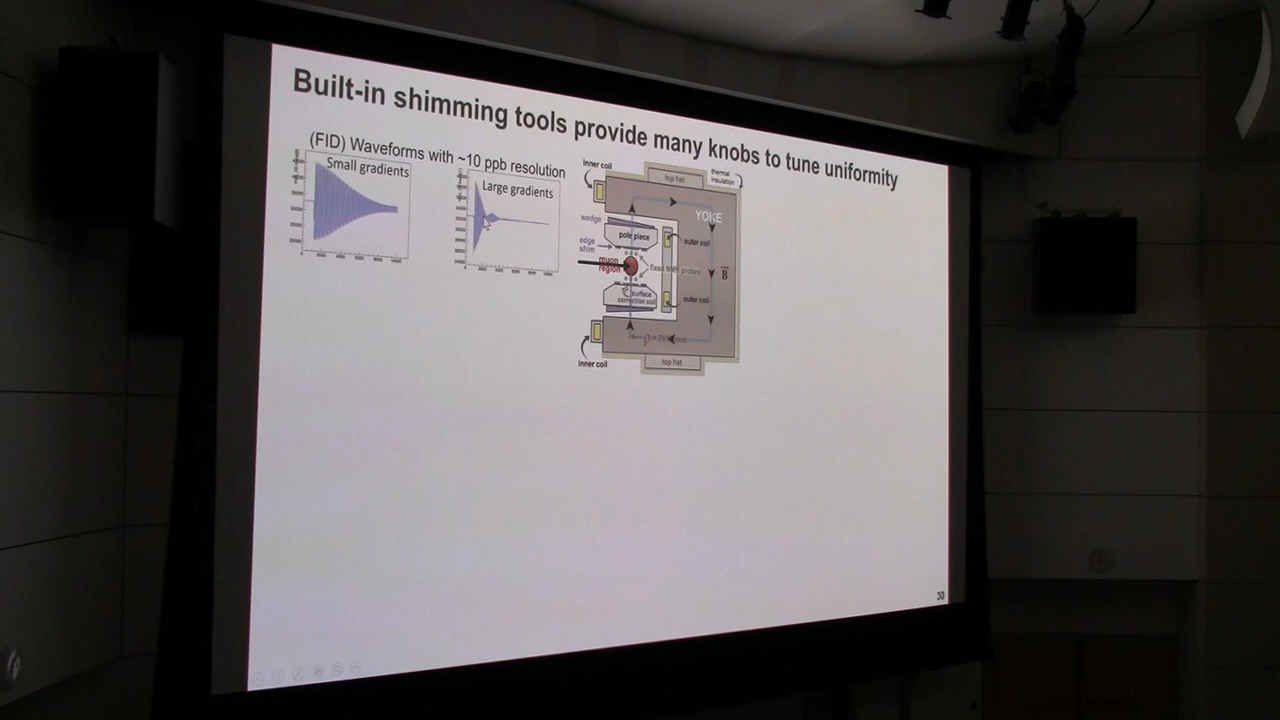 Built-in shimming tools provide many knobs to tune uniformity
(FID) Waveforms with ~10 ppb resolution
Small gradients
Large gradients
inner coil
top hat
thermal
insulation
YOKE
wedge
pole piece
outer coil
edge
shim
muon
region
fixed NMR probes
B
surface
correction coil
outer coil
inner coil
top hat
30